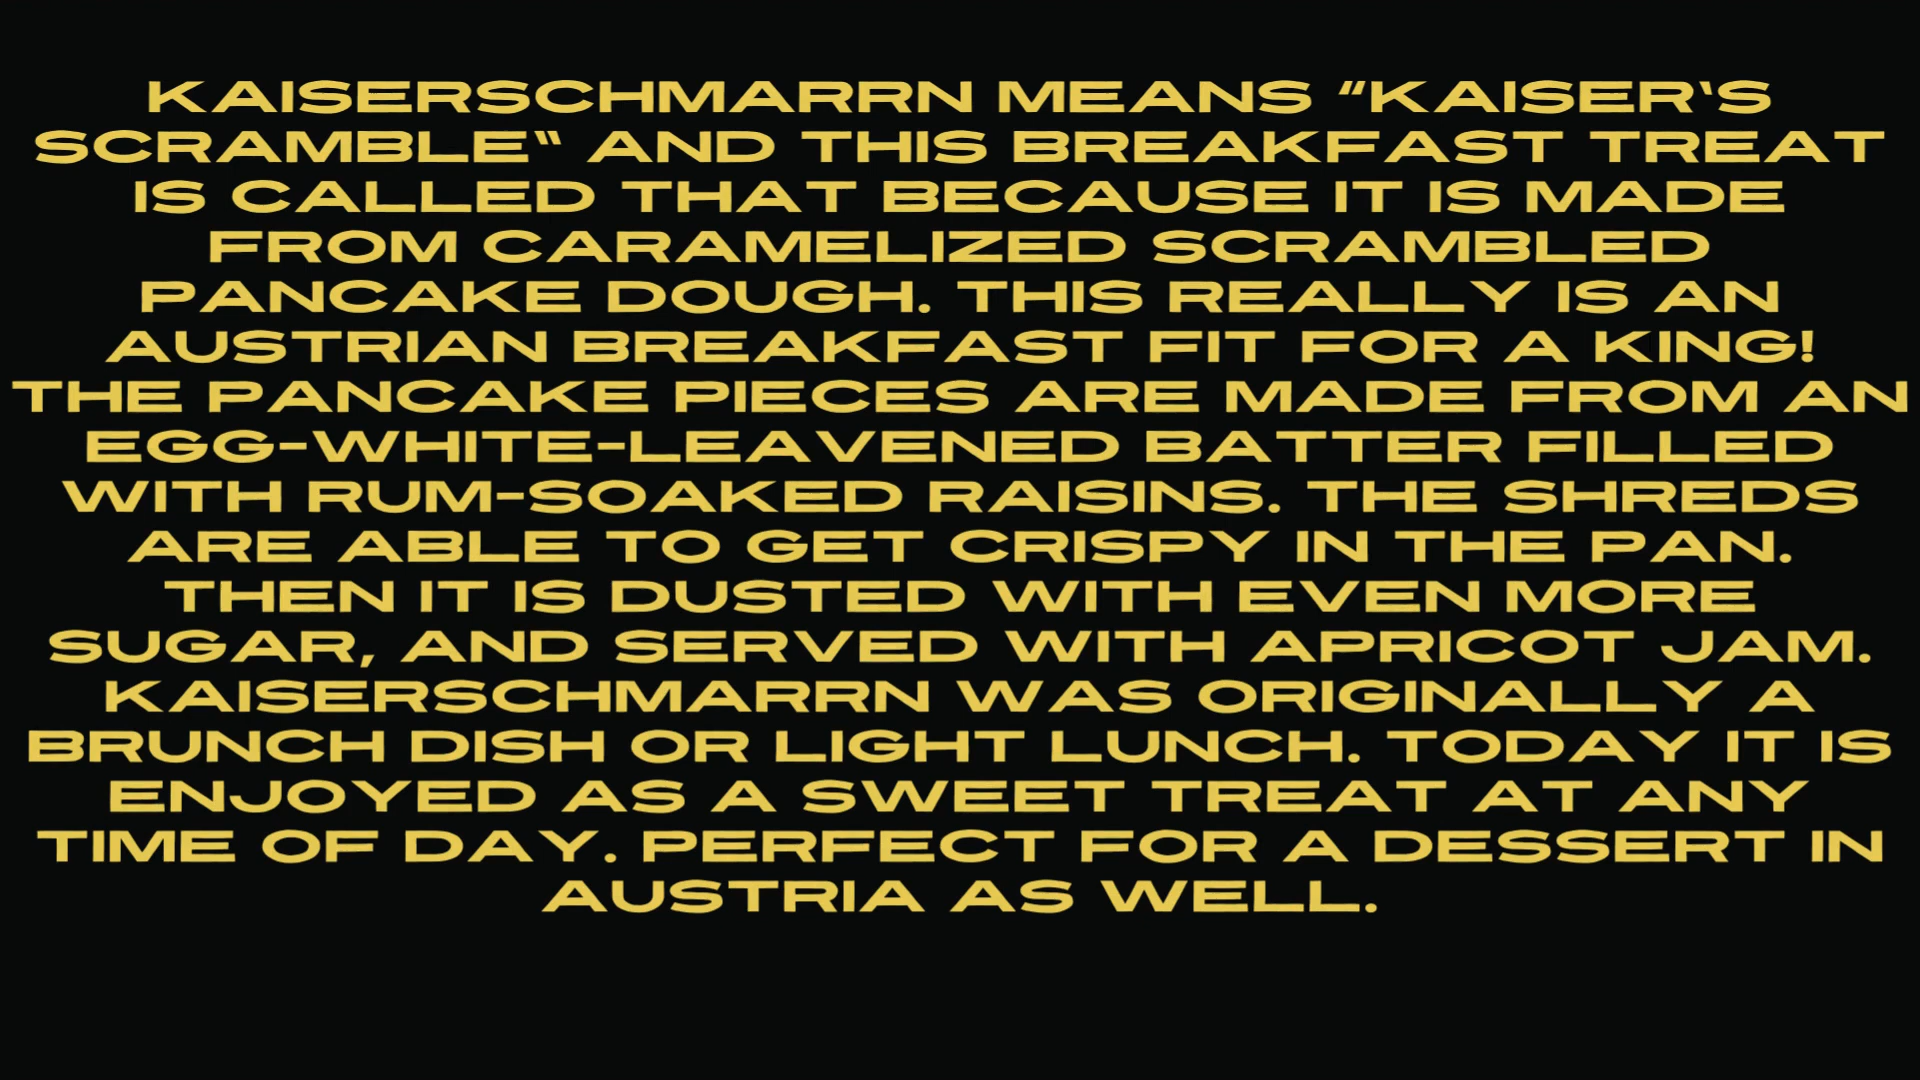 KAISERSCHMARRN MEANS “KAISER‘S
SCRAMBLE“ AND THIS BREAKFAST TREAT
IS CALLED THAT BECAUSE IT IS MADE
FROM CARAMELIZED SCRAMBLED
PANCAKE DOUGH. THIS REALLY IS AN
AUSTRIAN BREAKFAST FIT FOR A KING!
THE PANCAKE PIECES ARE MADE FROM AN
EGG-WHITE-LEAVENED BATTER FILLED
WITH RUM-SOAKED RAISINS. THE SHREDS
ARE ABLE TO GET CRISPY IN THE PAN.
THEN IT IS DUSTED WITH EVEN MORE
SUGAR, AND SERVED WITH APRICOT JAM.
KAISERSCHMARRN WAS ORIGINALLY A
BRUNCH DISH OR LIGHT LUNCH. TODAY IT IS
ENJOYED AS A SWEET TREAT AT ANY
TIME OF DAY. PERFECT FOR A DESSERT IN
AUSTRIA AS WELL.